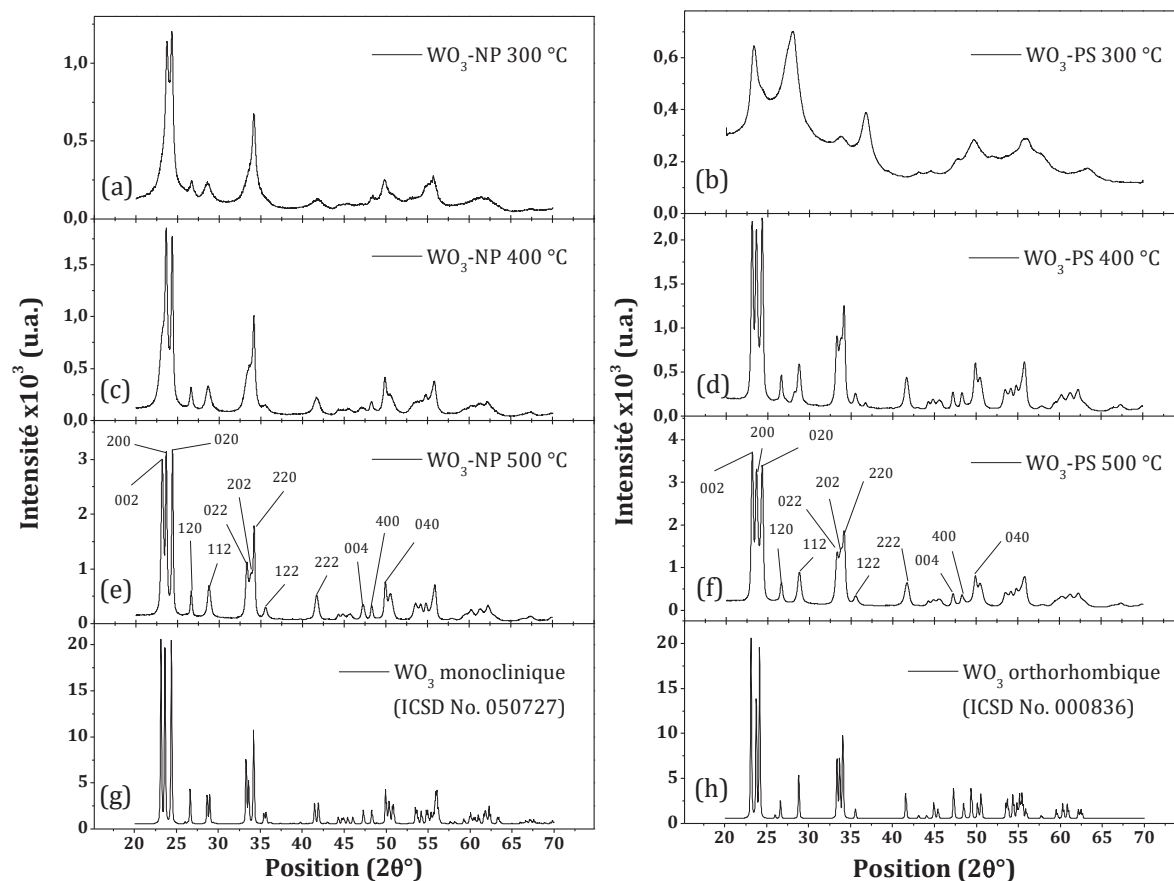 Intensité x10³ (u.a.)
1,0
0,5
0,0
(a)
WO₃-NP 300 °C
1,5
1,0
0,5
0,0
(c)
WO₃-NP 400 °C
3
2
1
0
(e)
WO₃-NP 500 °C
200
020
002
202
220
022
120
112
400
040
122
222
004
20
15
10
5
0
(g)
WO₃ monoclinique
(ICSD No. 050727)
20 25 30 35 40 45 50 55 60 65 70
Position (2θ°)
Intensité x10³ (u.a.)
0,6
0,4
0,2
0,0
(b)
WO₃-PS 300 °C
2,0
1,5
1,0
0,5
0,0
(d)
WO₃-PS 400 °C
4
3
2
1
0
(f)
WO₃-PS 500 °C
200
020
002
202
220
022
120
112
222
400
040
122
004
20
15
10
5
0
(h)
WO₃ orthorhombique
(ICSD No. 000836)
20 25 30 35 40 45 50 55 60 65 70
Position (2θ°)